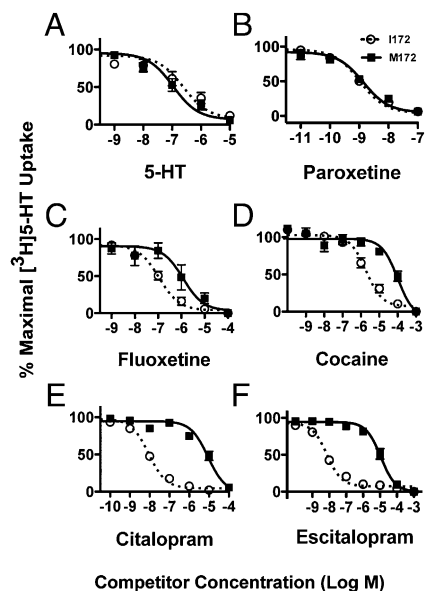 A
B
I172
M172
100
50
0
-9 -8 -7 -6 -5
5-HT
100
50
0
-11 -10 -9 -8 -7
Paroxetine
% Maximal [³H]5-HT Uptake
C
D
100
50
0
-9 -8 -7 -6 -5 -4
Fluoxetine
100
50
0
-9 -8 -7 -6 -5 -4 -3
Cocaine
E
F
100
50
0
-10 -9 -8 -7 -6 -5 -4
Citalopram
100
50
0
-9 -8 -7 -6 -5 -4 -3
Escitalopram
Competitor Concentration (Log M)